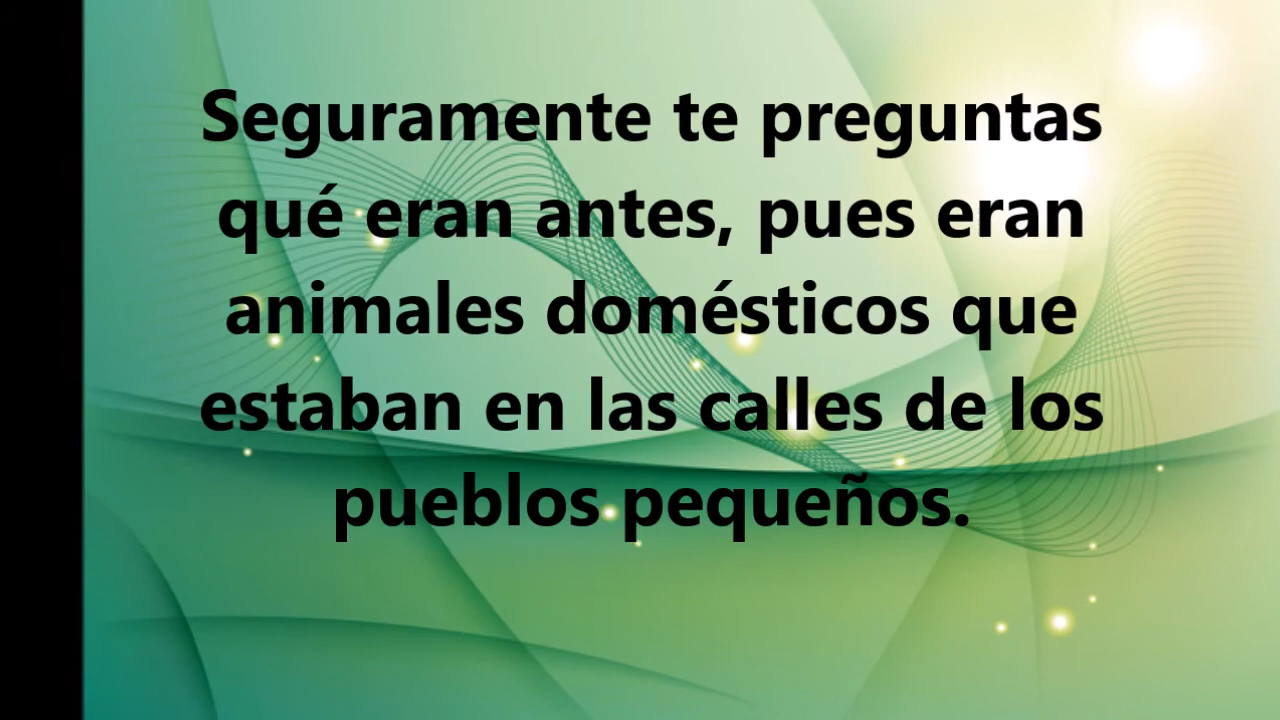 Seguramente te preguntas
qué eran antes, pues eran
animales domésticos que
estaban en las calles de los
pueblos pequeños.